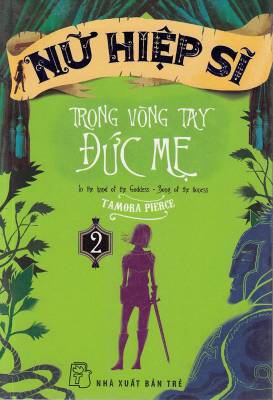 NỮ HIỆP SĨ
TRONG VÒNG TAY
ĐỨC MẸ
In the hand of the Goddess - Song of the lioness
TAMORA PIERCE
2
NHÀ XUẤT BẢN TRẺ